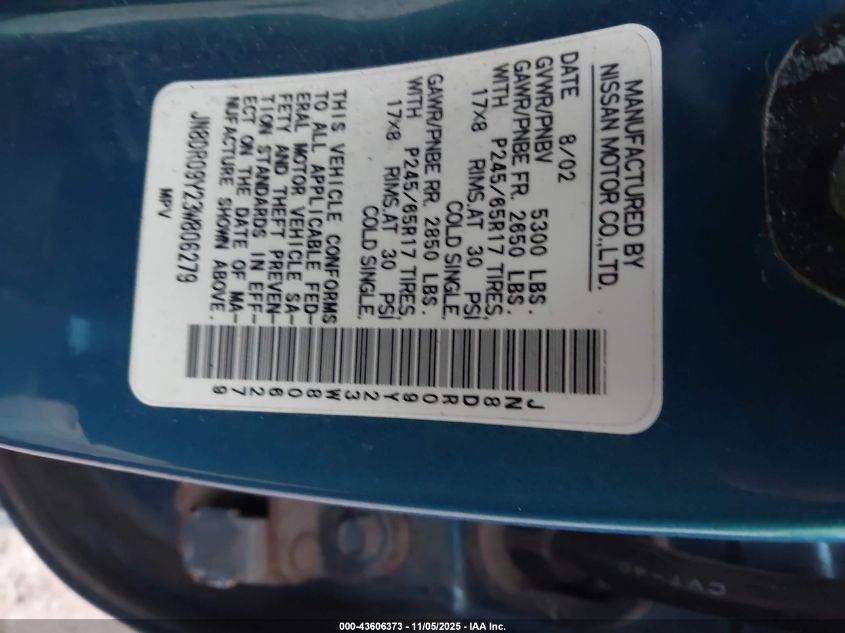 MANUFACTURED BY
NISSAN MOTOR CO.,LTD.
DATE 8/02
GVWR/PNBV 5300 LBS.
GAWR/PNBE FR. 2650 LBS.
WITH P245/65R17 TIRES,
17x8 RIMS,AT 30 PSI
COLD SINGLE,
GAWR/PNBE RR. 2850 LBS.
WITH P245/65R17 TIRES,
17x8 RIMS,AT 30 PSI
COLD SINGLE,
THIS VEHICLE CONFORMS
TO ALL APPLICABLE FED-
ERAL MOTOR VEHICLE SA-
FETY AND THEFT PREVEN-
TION STANDARDS IN EFF-
ECT ON THE DATE OF MA-
NUFACTURE SHOWN ABOVE.
JN8DR09Y23W806279
MPV
JN8DR09Y23W806279
000-43606373 - 11/05/2025 - IAA Inc.